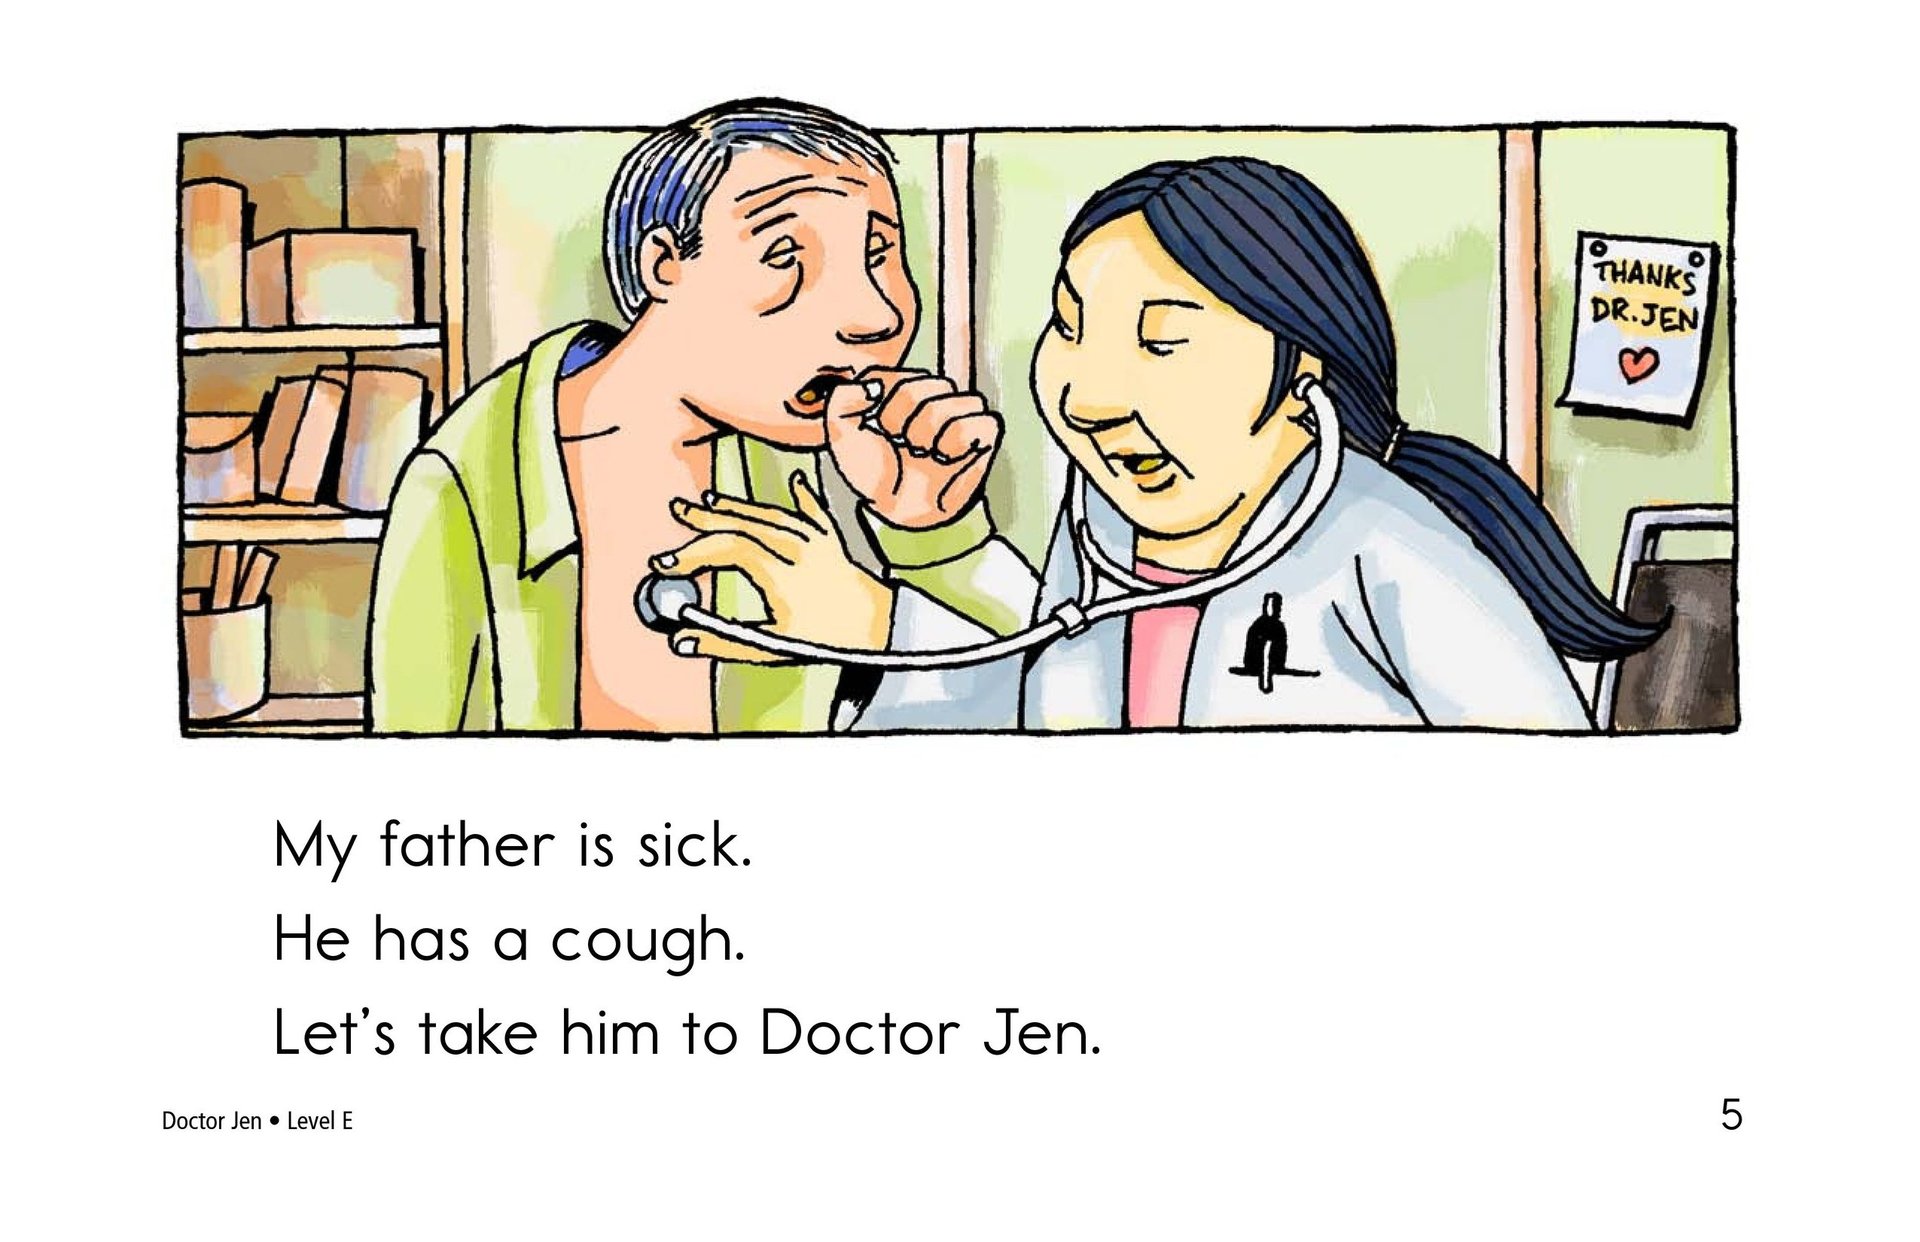 THANKS
DR. JEN
My father is sick.
He has a cough.
Let's take him to Doctor Jen.
Doctor Jen • Level E
5